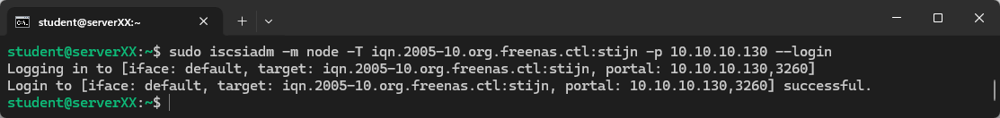 student@serverXX: ~
student@serverXX:~$ sudo iscsiadm -m node -T iqn.2005-10.org.freenas.ctl:stijn -p 10.10.10.130 --login
Logging in to [iface: default, target: iqn.2005-10.org.freenas.ctl:stijn, portal: 10.10.10.130,3260]
Login to [iface: default, target: iqn.2005-10.org.freenas.ctl:stijn, portal: 10.10.10.130,3260] successful.
student@serverXX:~$